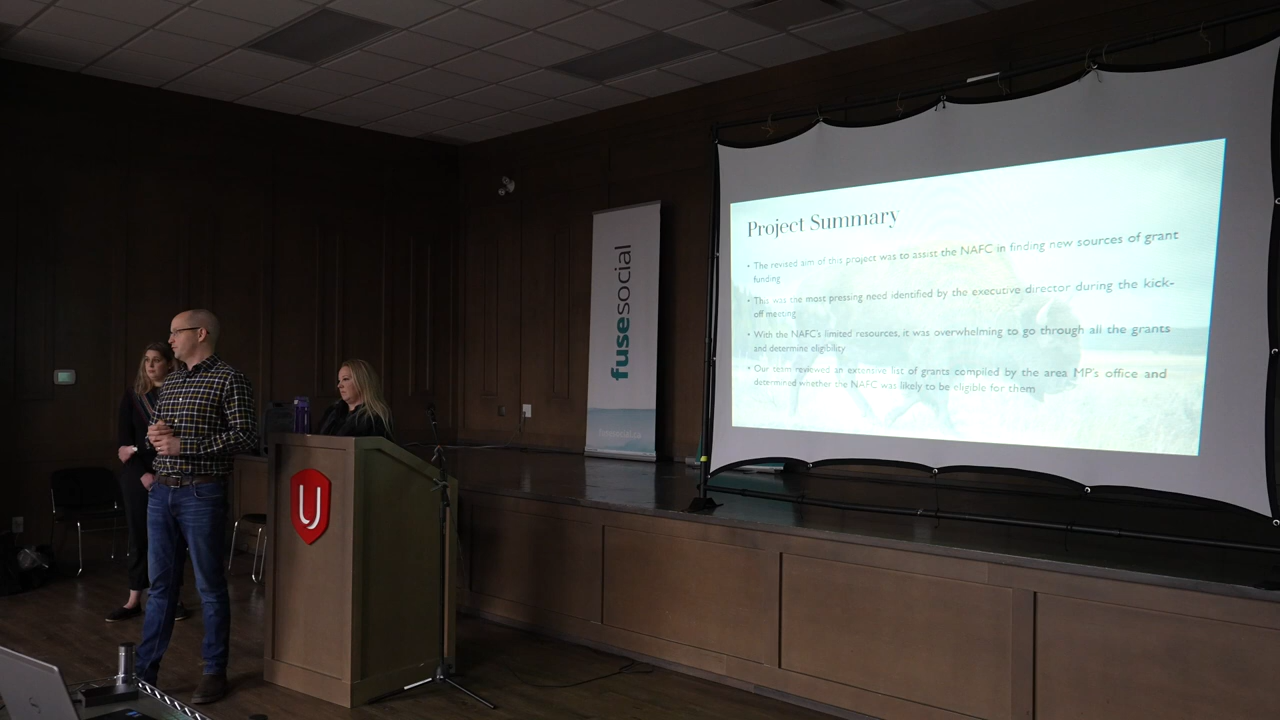 fusesocial
fusesocial.ca
U
Project Summary
• The revised aim of this project was to assist the NAFC in finding new sources of grant
funding
• This was the most pressing need identified by the executive director during the kick-
off meeting
• With the NAFC's limited resources, it was overwhelming to go through all the grants
and determine eligibility
• Our team reviewed an extensive list of grants compiled by the area MP's office and
determined whether the NAFC was likely to be eligible for them